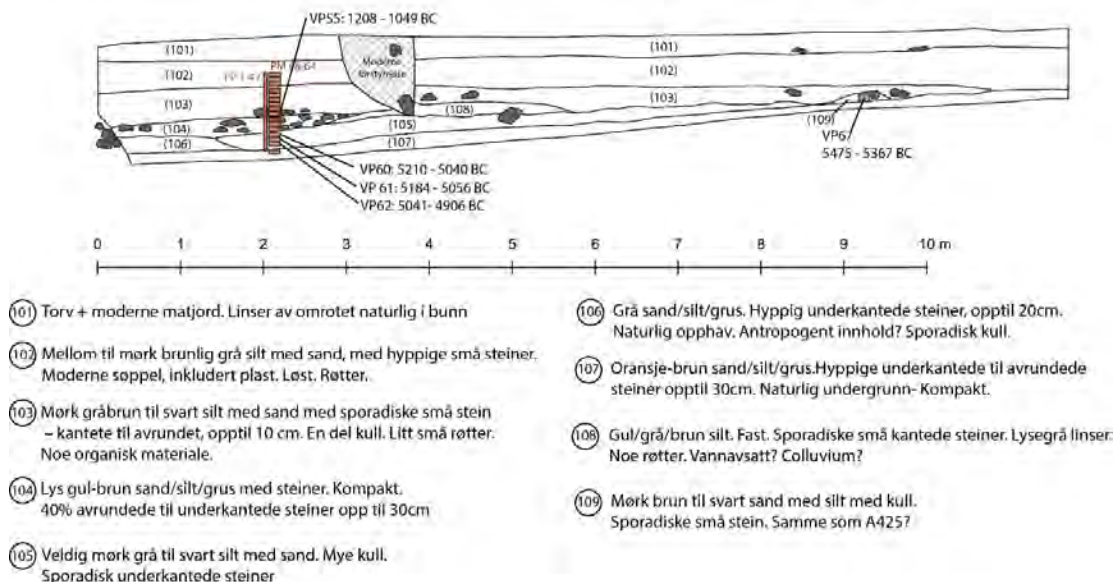 VP55: 1208 - 1049 BC
(101)
(101)
(102)
(102)
(103)
(103)
(104)
(105)
(106)
(107)
(108)
(109)
Moderne
VP60: 5210 - 5040 BC
VP 61: 5184 - 5056 BC
VP62: 5041- 4906 BC
5475 - 5367 BC
0 1 2 3 4 5 6 7 8 9 10 m
101 Torv + moderne matjord. Linser av omrotet naturlig i bunn
102 Mellom til mørk brunlig grå silt med sand, med hyppige små steiner.
Moderne søppel, inkludert plast. Løst. Røtter.
103 Mørk gråbrun til svart silt med sand med sporadiske små stein
– kantete til avrundet, opptil 10 cm. En del kull. Litt små røtter.
Noe organisk materiale.
104 Lys gul-brun sand/silt/grus med steiner. Kompakt.
40% avrundede til underkantede steiner opp til 30cm
105 Veldig mørk grå til svart silt med sand. Mye kull.
Sporadisk underkantede steiner
106 Grå sand/silt/grus. Hyppig underkantede steiner, opptil 20cm.
Naturlig opphav. Antropogent innhold? Sporadisk kull.
107 Oransje-brun sand/silt/grus.Hyppige underkantede til avrundede
steiner opptil 30cm. Naturlig undergrunn- Kompakt.
108 Gul/grå/brun silt. Fast. Sporadiske små kantede steiner. Lysegrå linser.
Noe røtter. Vannavsatt? Colluvium?
109 Mørk brun til svart sand med silt med kull.
Sporadiske små stein. Samme som A425?